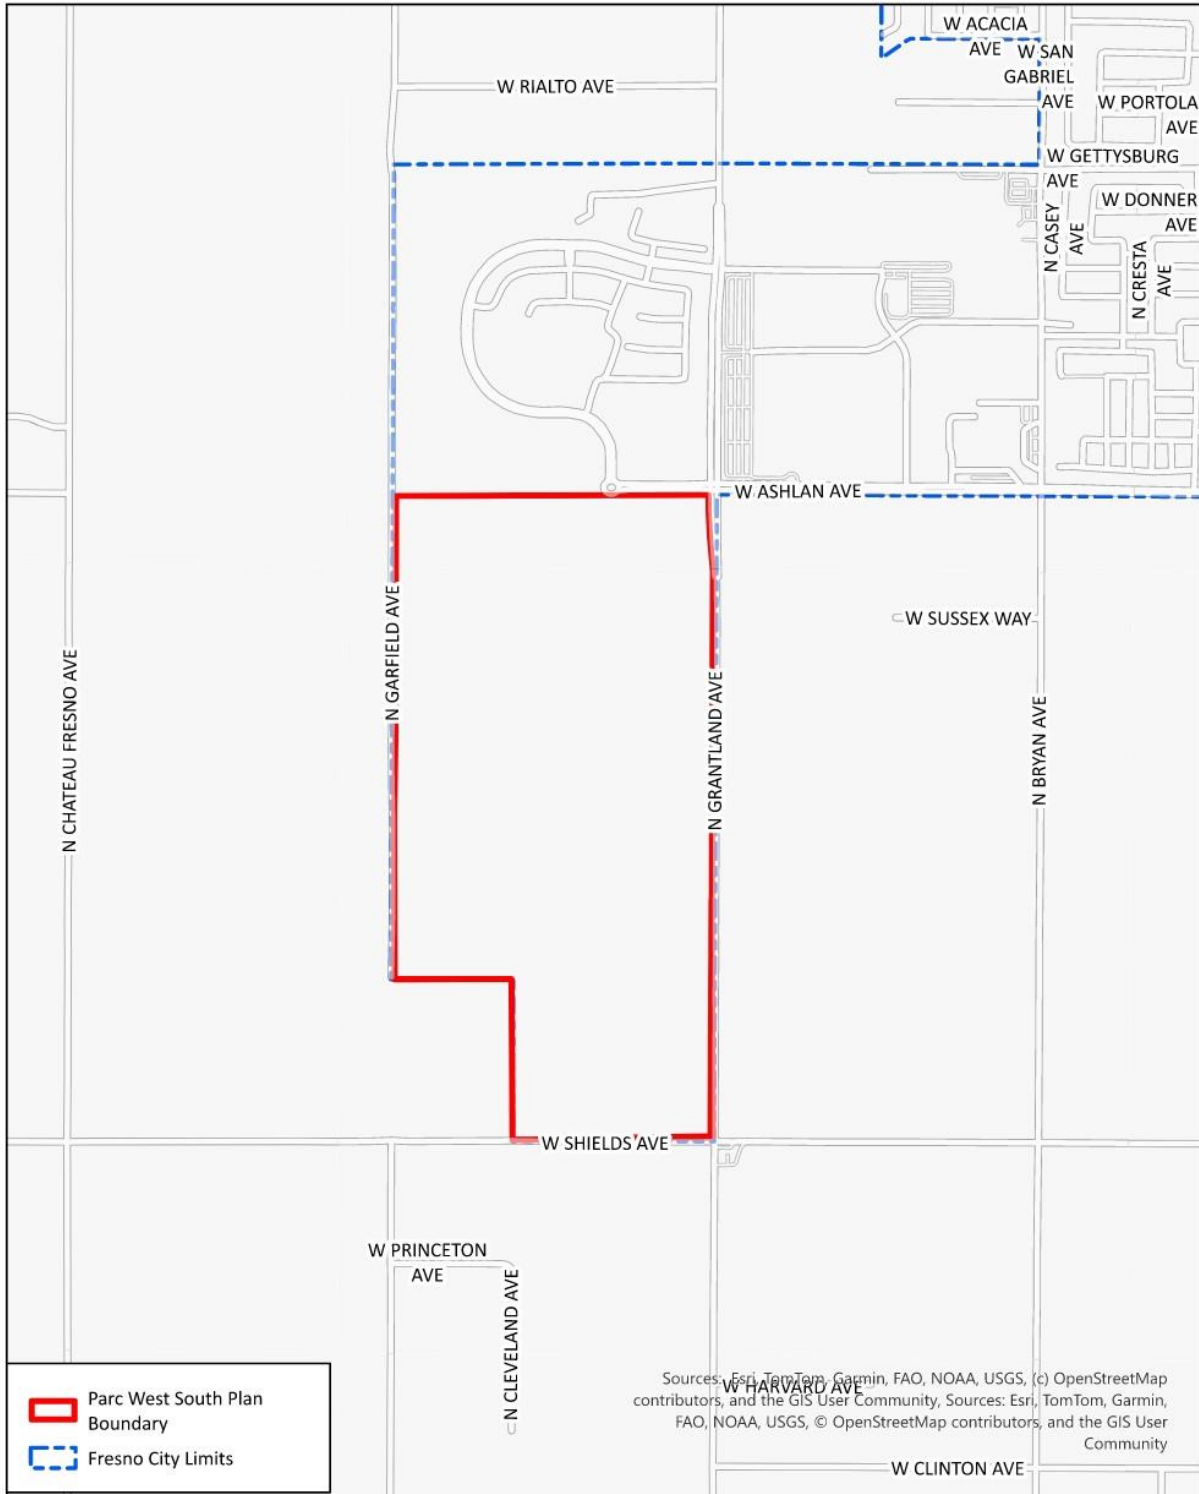 W ACACIA
AVE
W SAN
GABRIEL
AVE
W PORTOLA
AVE
W RIALTO AVE
W GETTYSBURG
AVE
W DONNER
AVE
N CASEY
AVE
N CRESTA
AVE
W ASHLAN AVE
N GARFIELD AVE
W SUSSEX WAY
N CHATEAU FRESNO AVE
N GRANTLAND AVE
N BRYAN AVE
W SHIELDS AVE
W PRINCETON
AVE
N CLEVELAND AVE
W HARVARD AVE
Sources: Esri, TomTom, Garmin, FAO, NOAA, USGS, (c) OpenStreetMap
contributors, and the GIS User Community, Sources: Esri, TomTom, Garmin,
FAO, NOAA, USGS, © OpenStreetMap contributors, and the GIS User
Community
W CLINTON AVE
Parc West South Plan
Boundary
Fresno City Limits